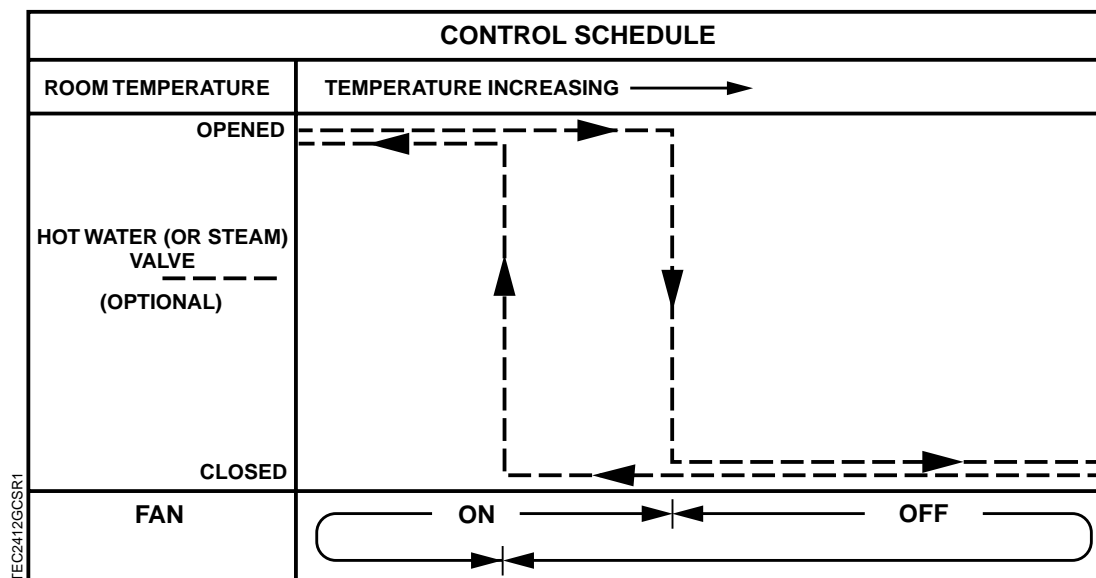 CONTROL SCHEDULE
ROOM TEMPERATURE
TEMPERATURE INCREASING
OPENED
HOT WATER (OR STEAM)
VALVE
(OPTIONAL)
CLOSED
FAN
ON
OFF
TEC2412GCSR1